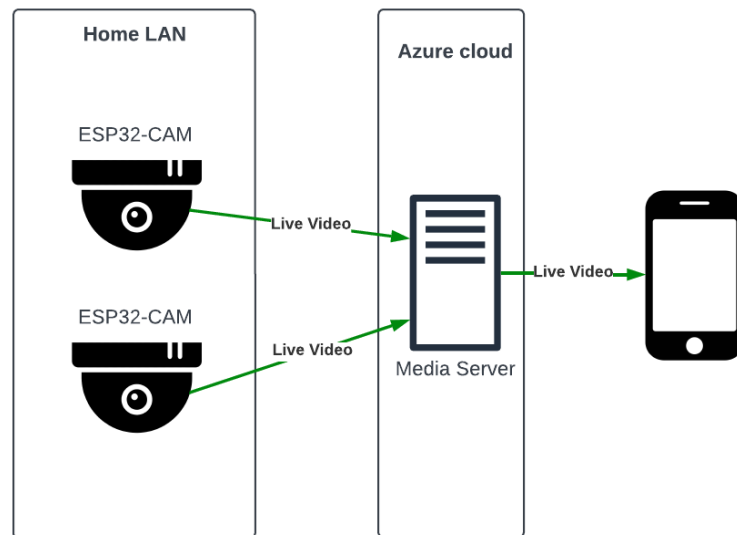 Home LAN
Azure cloud
ESP32-CAM
Live Video
Live Video
ESP32-CAM
Live Video
Media Server